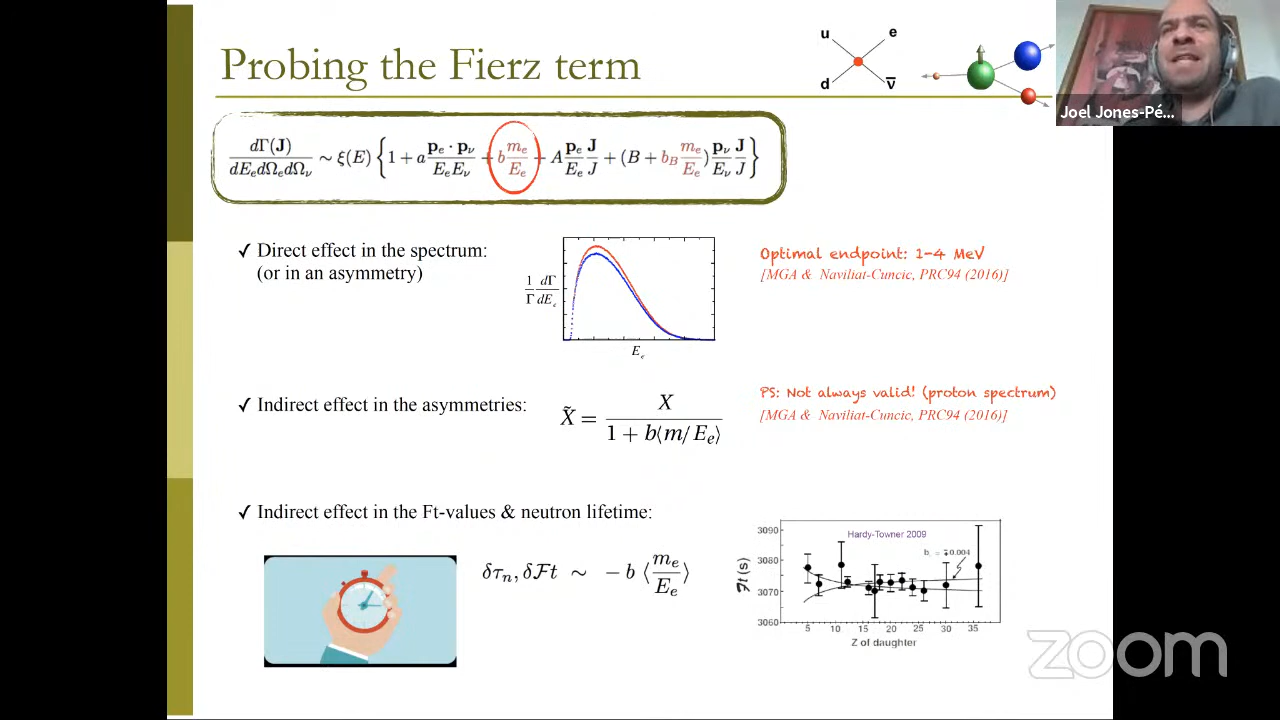 Probing the Fierz term
u e
d ν̅
Joel Jones-Pé...
dΓ(J) / dE_e dΩ_e dΩ_ν ~ ξ(E) { 1 + a p_e · p_ν / E_e E_ν + b m_e / E_e + A p_e / E_e J / J + (B + b_B m_e / E_e) p_ν / E_ν J / J }
✓ Direct effect in the spectrum:
(or in an asymmetry)
1/Γ dΓ/dE_e
E_e
Optimal endpoint: 1-4 MeV
[MGA & Naviliat-Cuncic, PRC94 (2016)]
✓ Indirect effect in the asymmetries:
X̃ = X / 1 + b⟨m/E_e⟩
PS: Not always valid! (proton spectrum)
[MGA & Naviliat-Cuncic, PRC94 (2016)]
✓ Indirect effect in the Ft-values & neutron lifetime:
δτ_n, δℱt ~ −b ⟨m_e / E_e⟩
Hardy-Towner 2009
0.004
ℱt (s)
3090
3080
3070
3060
5 10 15 20 25 30 35
Z of daughter
zoom